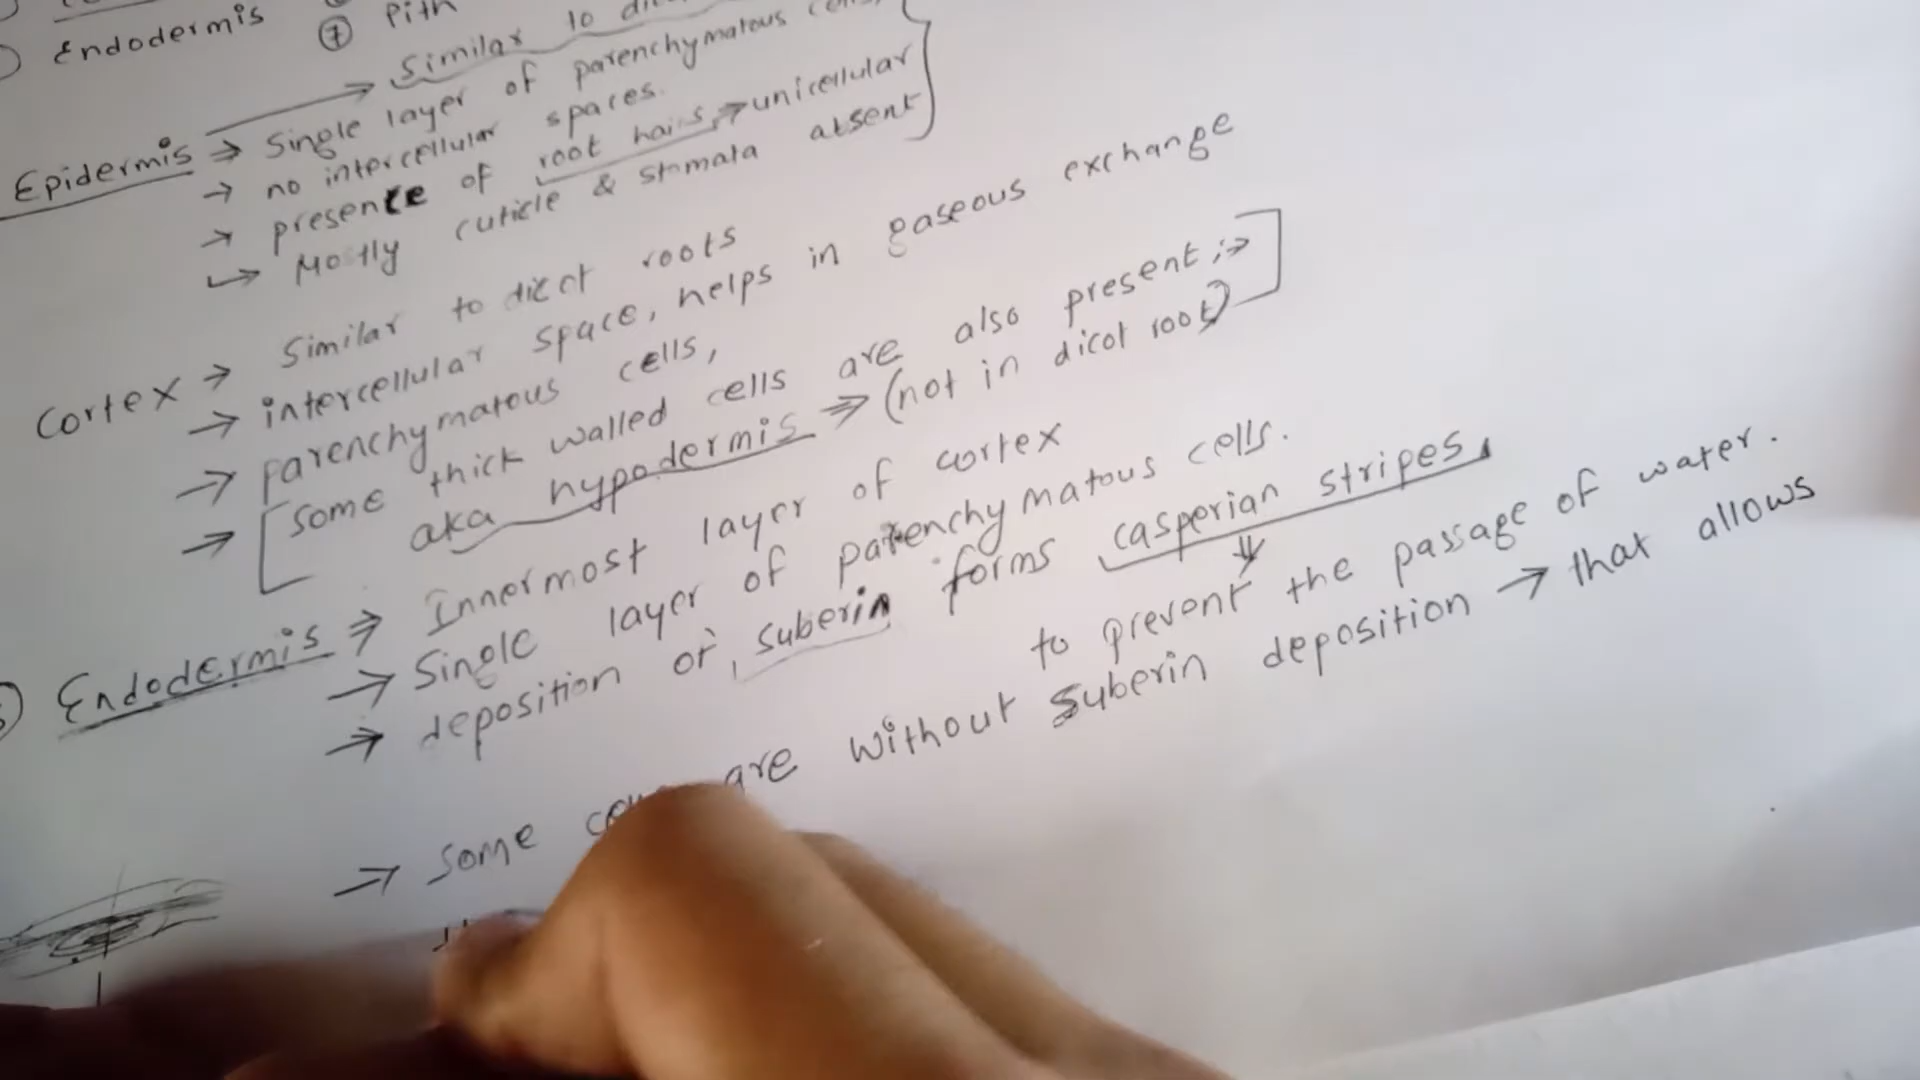 Endodermis ⑦ Pith
→ Similar to
Epidermis → Single layer of parenchymatous
→ no intercellular spaces.
→ presence of root hairs, → unicellular
↳ Mostly cuticle & stomata absent
Cortex → Similar to dicot roots
→ intercellular space, helps in gaseous exchange
→ parenchymatous cells,
→ [some thick walled cells are also present ; →]
aka hypodermis ⇒ (not in dicot root)
Endodermis ⇒ Innermost layer of cortex
→ Single layer of parenchymatous cells.
→ deposition of suberin forms casperian stripes
⇓
to prevent the passage of water.
→ Some are without suberin deposition → that allows